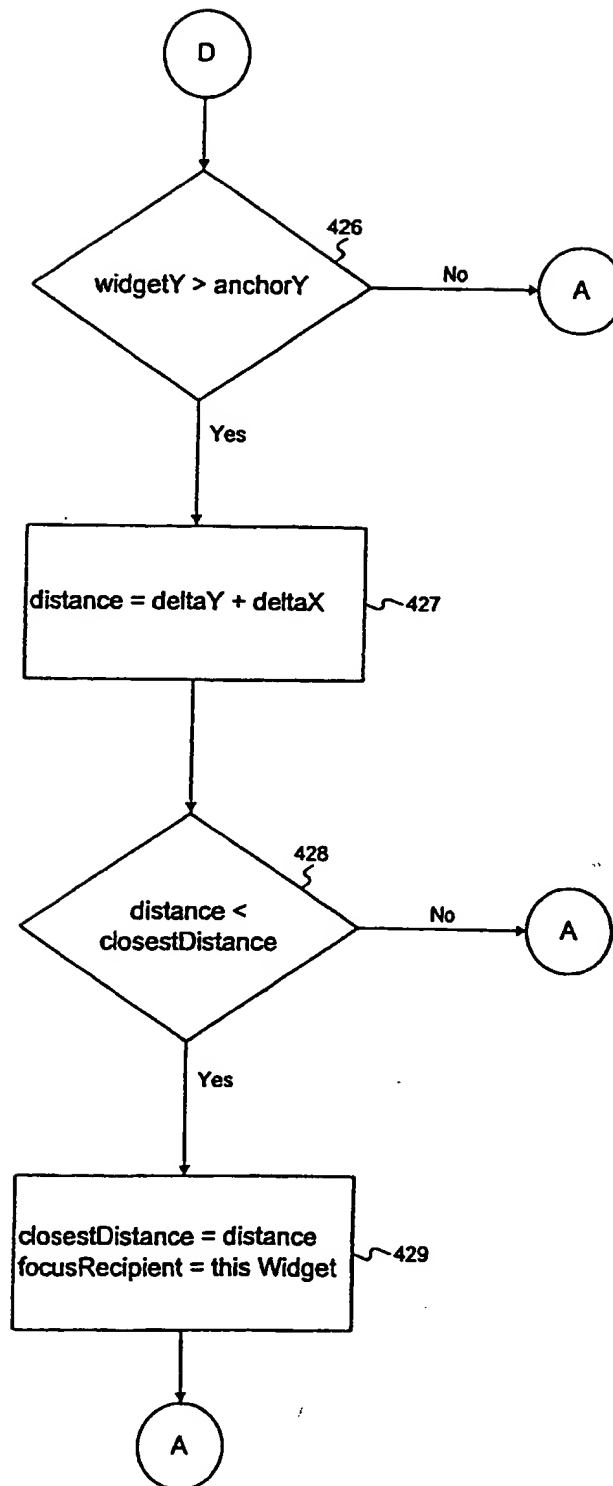 D
426
widgetY > anchorY
No
A
Yes
distance = deltaY + deltaX
427
428
distance <
closestDistance
No
A
Yes
closestDistance = distance
focusRecipient = this Widget
429
A